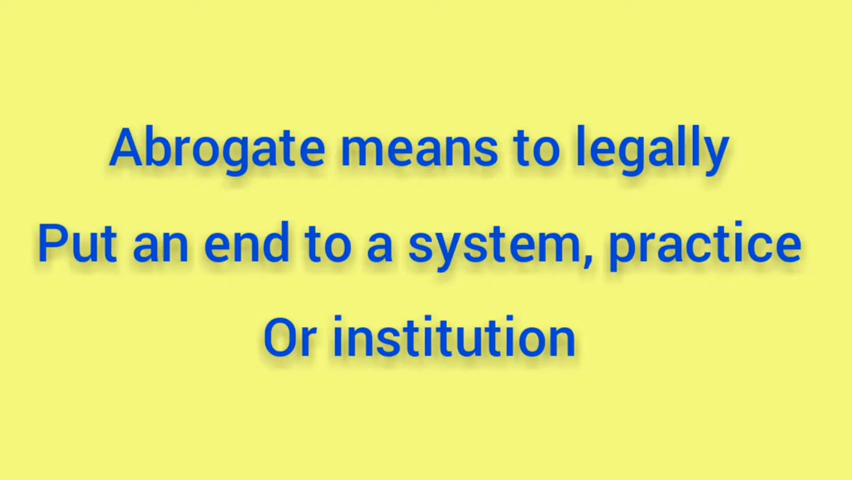 Abrogate means to legally
Put an end to a system, practice
Or institution